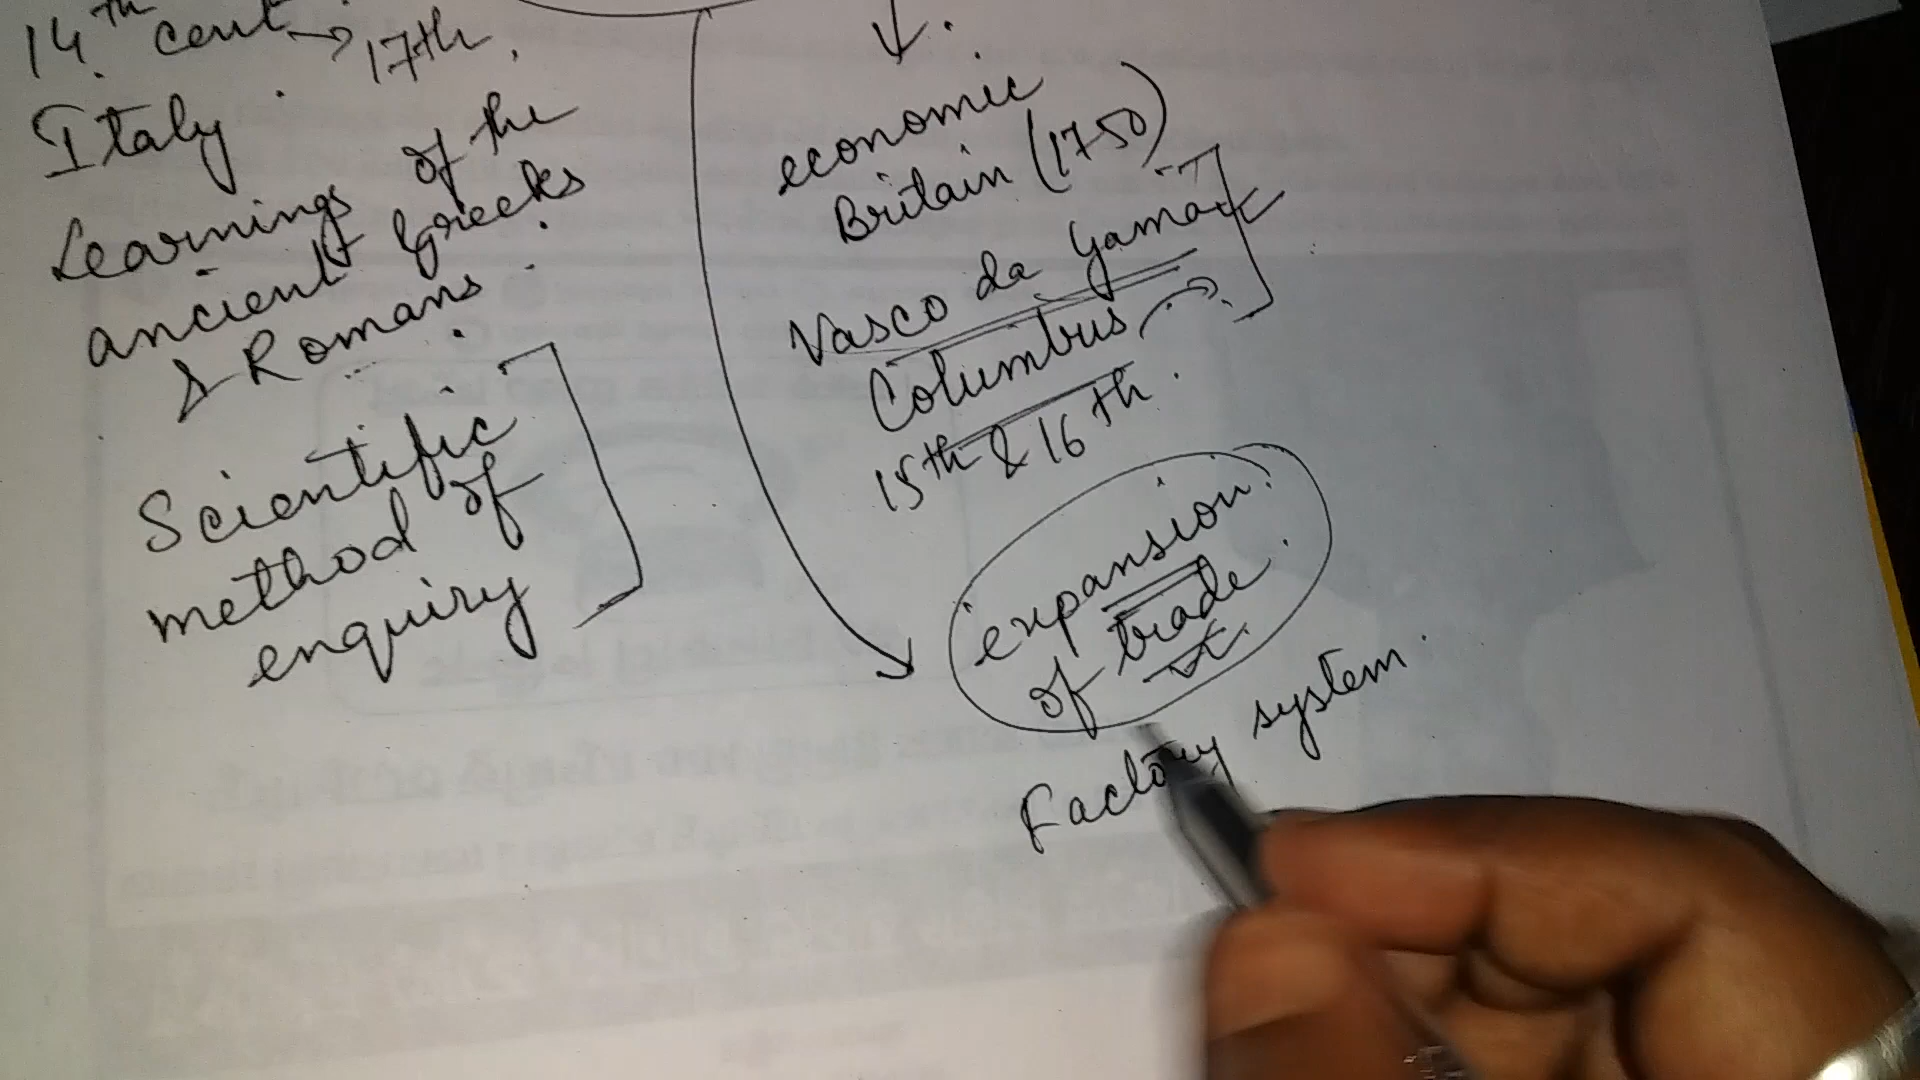 14th cent → 17th.
Italy.
Learnings of the
ancient Greeks
& Romans.
Scientific
method of
enquiry
economic
Britain (1750)
Vasco da Gama
Columbus
15th & 16th.
expansion
of trade.
Factory system.